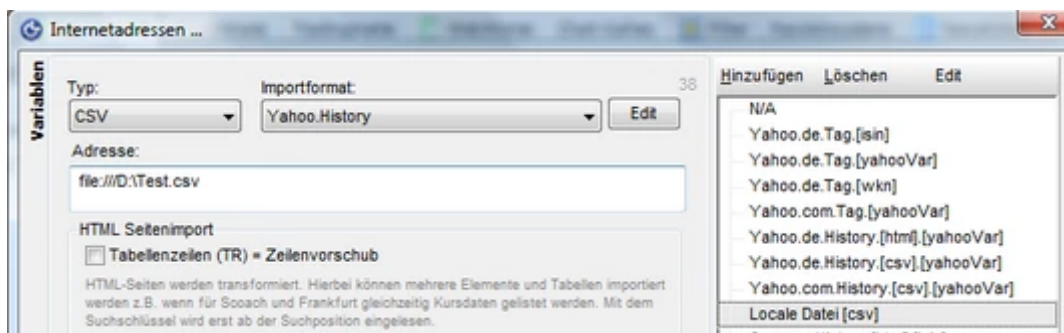 Internetadressen ...
Variablen
Typ:
Importformat:
38
CSV
Yahoo.History
Edit
Adresse:
file:///D:\Test.csv
HTML Seitenimport
Tabellenzeilen (TR) = Zeilenvorschub
HTML-Seiten werden transformiert. Hierbei können mehrere Elemente und Tabellen importiert
werden z.B. wenn für Scoach und Frankfurt gleichzeitig Kursdaten gelistet werden. Mit dem
Suchschlüssel wird erst ab der Suchposition eingelesen.
Hinzufügen Löschen Edit
N/A
Yahoo.de.Tag.[isin]
Yahoo.de.Tag.[yahooVar]
Yahoo.de.Tag.[wkn]
Yahoo.com.Tag.[yahooVar]
Yahoo.de.History.[html].[yahooVar]
Yahoo.de.History.[csv].[yahooVar]
Yahoo.com.History.[csv].[yahooVar]
Locale Datei [csv]